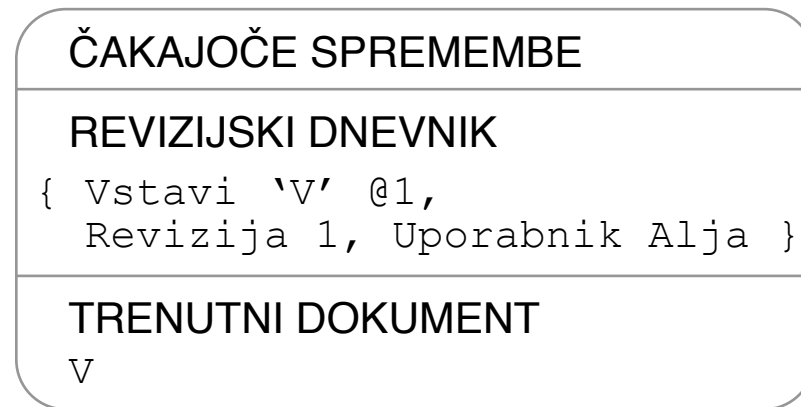 ČAKAJOČE SPREMEMBE
REVIZIJSKI DNEVNIK
{ Vstavi ‘V’ @1,
Revizija 1, Uporabnik Alja }
TRENUTNI DOKUMENT
V